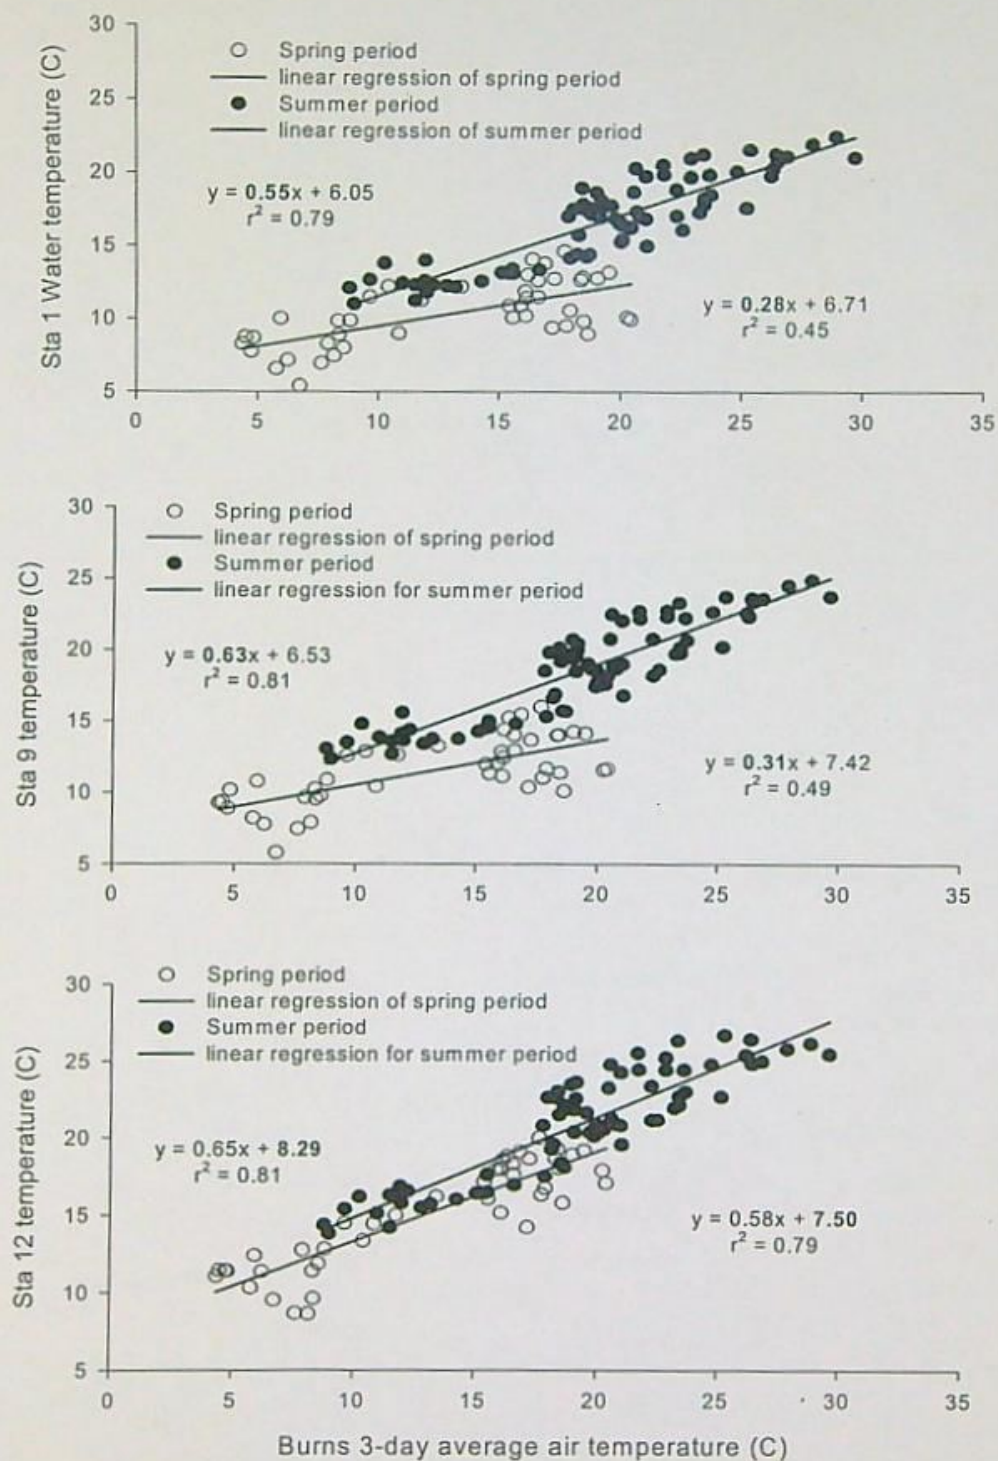 30
Spring period
linear regression of spring period
Summer period
linear regression of summer period
25
20
15
10
5
Sta 1 Water temperature (C)
y = 0.55x + 6.05
r² = 0.79
y = 0.28x + 6.71
r² = 0.45
0 5 10 15 20 25 30 35
30
Spring period
linear regression of spring period
Summer period
linear regression for summer period
25
20
15
10
5
Sta 9 temperature (C)
y = 0.63x + 6.53
r² = 0.81
y = 0.31x + 7.42
r² = 0.49
0 5 10 15 20 25 30 35
30
Spring period
linear regression of spring period
Summer period
linear regression for summer period
25
20
15
10
5
Sta 12 temperature (C)
y = 0.65x + 8.29
r² = 0.81
y = 0.58x + 7.50
r² = 0.79
0 5 10 15 20 25 30 35
Burns 3-day average air temperature (C)